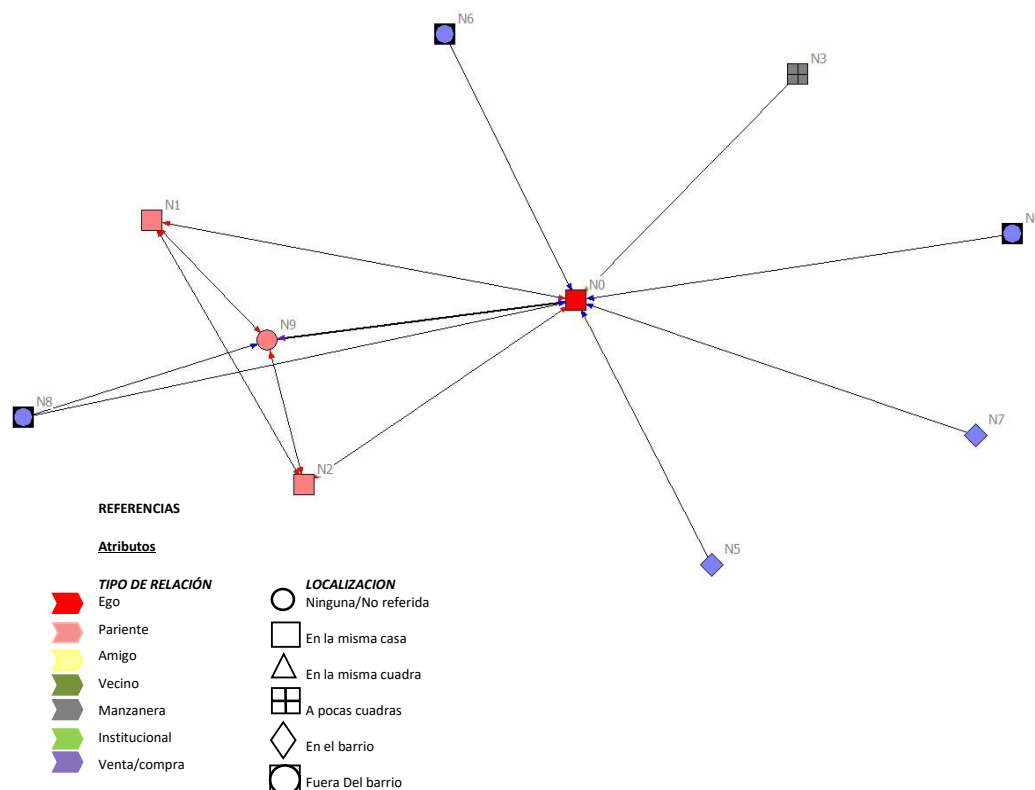 N6
N3
N1
N
N0
N9
N8
N7
N2
N5
REFERENCIAS
Atributos
TIPO DE RELACIÓN
Ego
Pariente
Amigo
Vecino
Manzanera
Institucional
Venta/compra
LOCALIZACION
Ninguna/No referida
En la misma casa
En la misma cuadra
A pocas cuadras
En el barrio
Fuera Del barrio